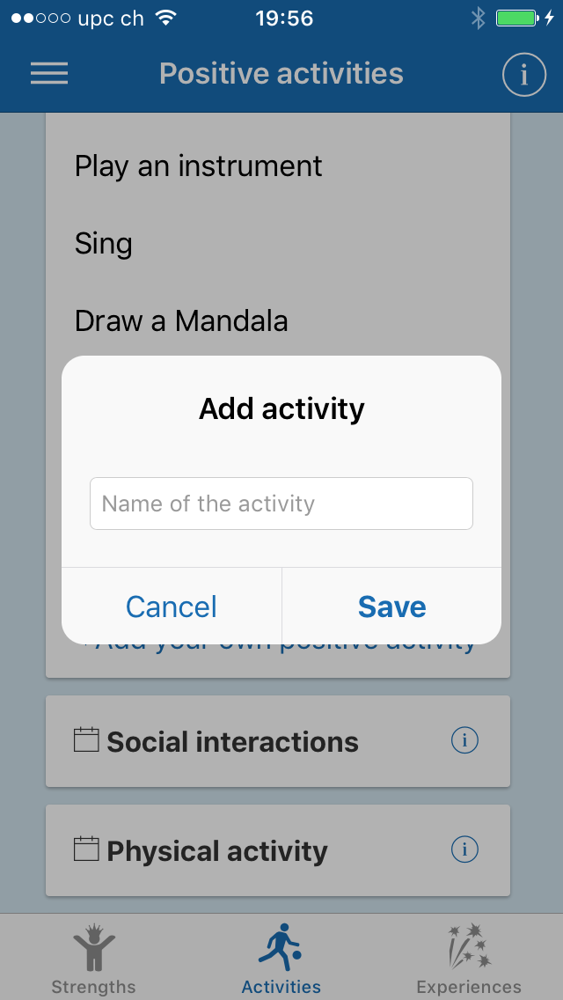 upc ch 19:56
Positive activities
Play an instrument
Sing
Draw a Mandala
Add activity
Name of the activity
Cancel Save
Add your own positive activity
Social interactions
Physical activity
Strengths Activities Experiences